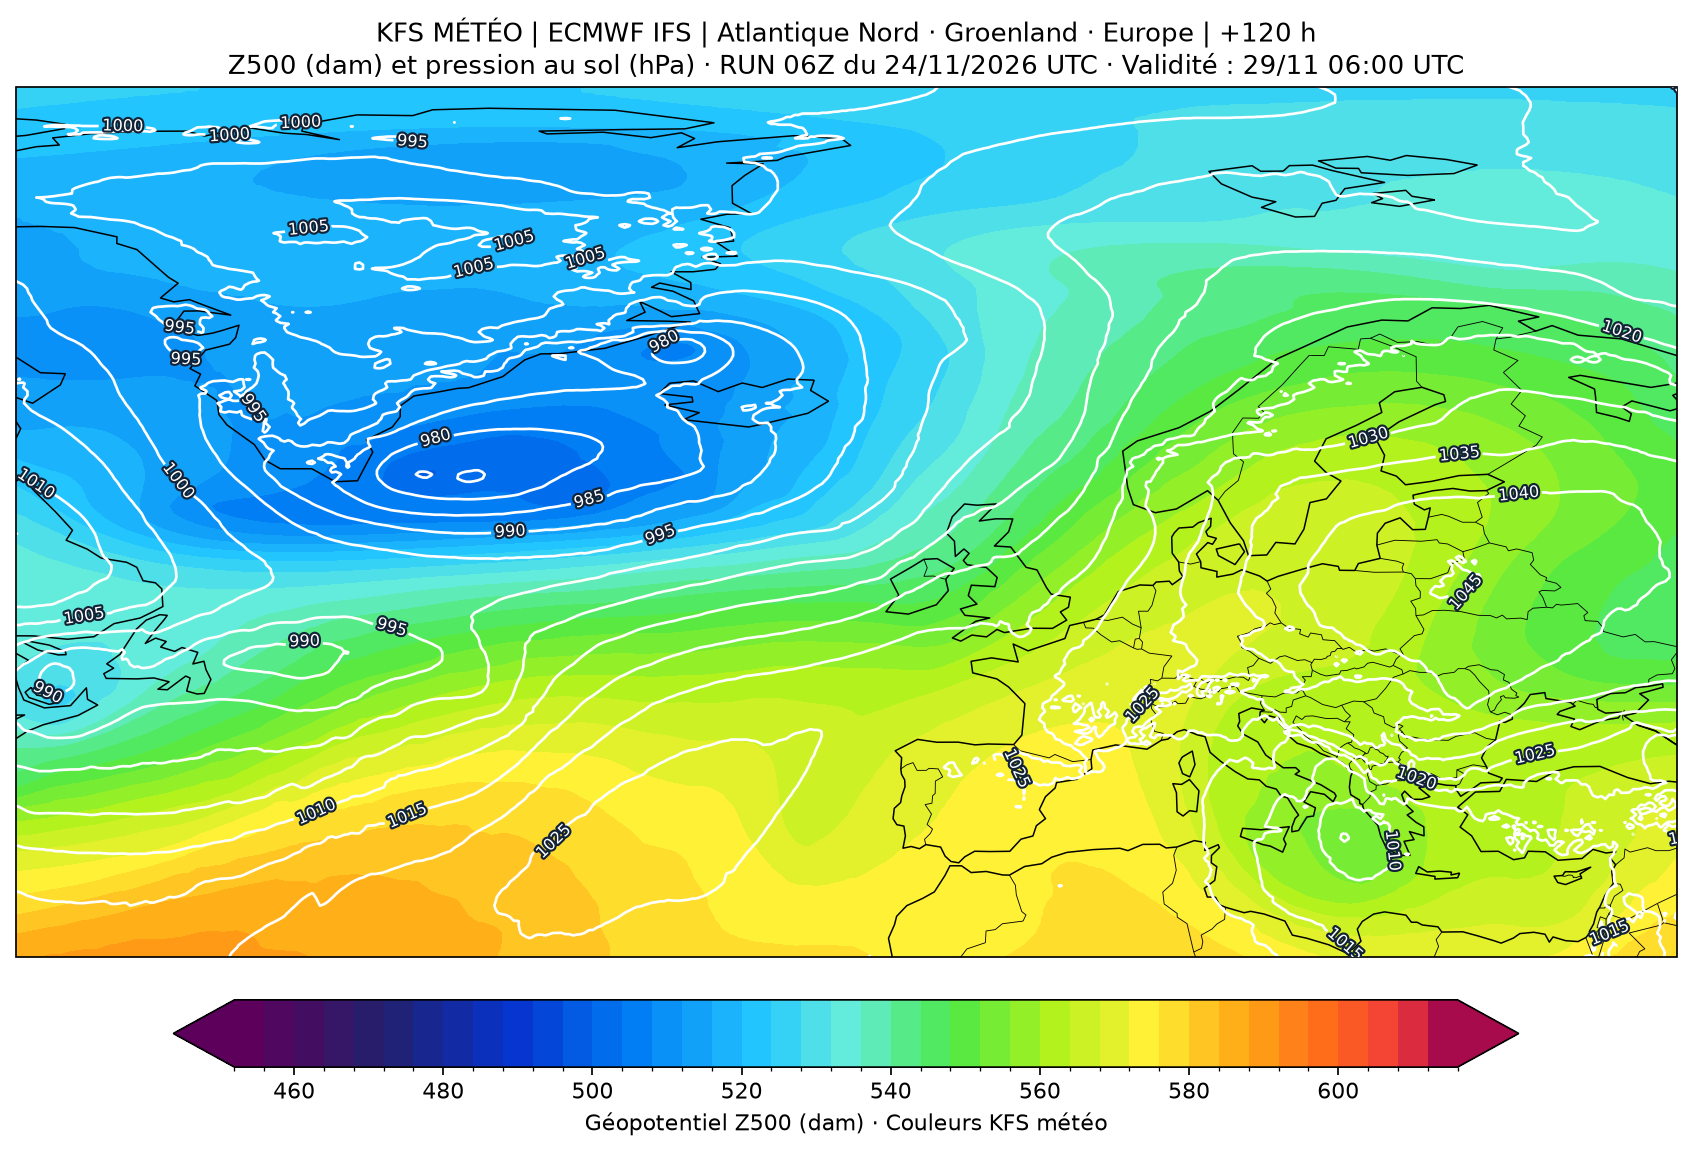 KFS MÉTÉO | ECMWF IFS | Atlantique Nord · Groenland · Europe | +120 h
Z500 (dam) et pression au sol (hPa) · RUN 06Z du 24/11/2026 UTC · Validité : 29/11 06:00 UTC
1000 1000 1000 995
1005 1005 1005 1005
995 980 1020
995
995
980 1030 1035
1010 1000 985 1040
990 995
1045
1005 995
990
990 1025
1025 1025
1020
1010 1015 1025 1010
1015 1015
460 480 500 520 540 560 580 600
Géopotentiel Z500 (dam) · Couleurs KFS météo